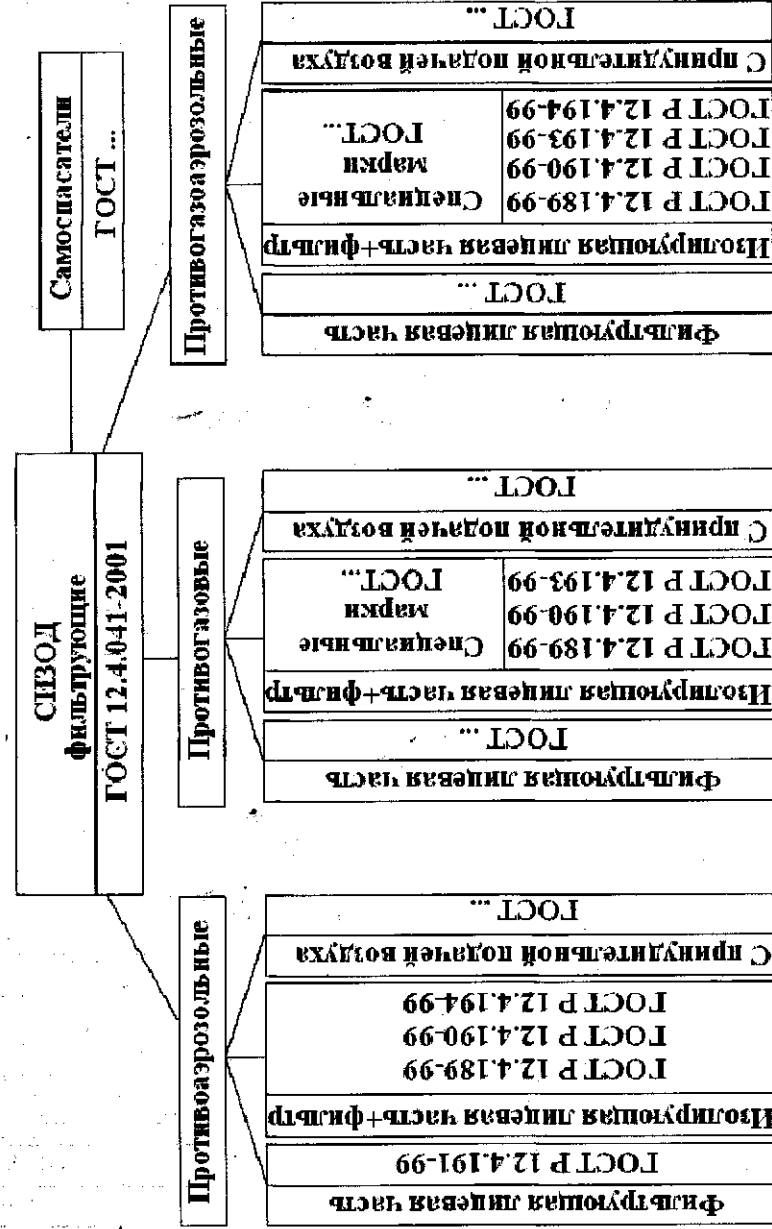 СИЗОД
фильтрующие
ГОСТ 12.4.041-2001
Самоспасатели
ГОСТ ...
Противоаэрозольные
Фильтрующая лицевая часть
ГОСТ Р 12.4.191-99
Изолирующая лицевая часть+фильтр
ГОСТ Р 12.4.189-99
ГОСТ Р 12.4.190-99
ГОСТ Р 12.4.194-99
С принудительной подачей воздуха
ГОСТ ...
Противогазовые
Фильтрующая лицевая часть
ГОСТ ...
Изолирующая лицевая часть+фильтр
ГОСТ Р 12.4.189-99
ГОСТ Р 12.4.190-99
ГОСТ Р 12.4.193-99
Специальные
марки
ГОСТ...
С принудительной подачей воздуха
ГОСТ ...
Противогазоаэрозольные
Фильтрующая лицевая часть
ГОСТ ...
Изолирующая лицевая часть+фильтр
ГОСТ Р 12.4.189-99
ГОСТ Р 12.4.190-99
ГОСТ Р 12.4.193-99
ГОСТ Р 12.4.194-99
Специальные
марки
ГОСТ...
С принудительной подачей воздуха
ГОСТ ...